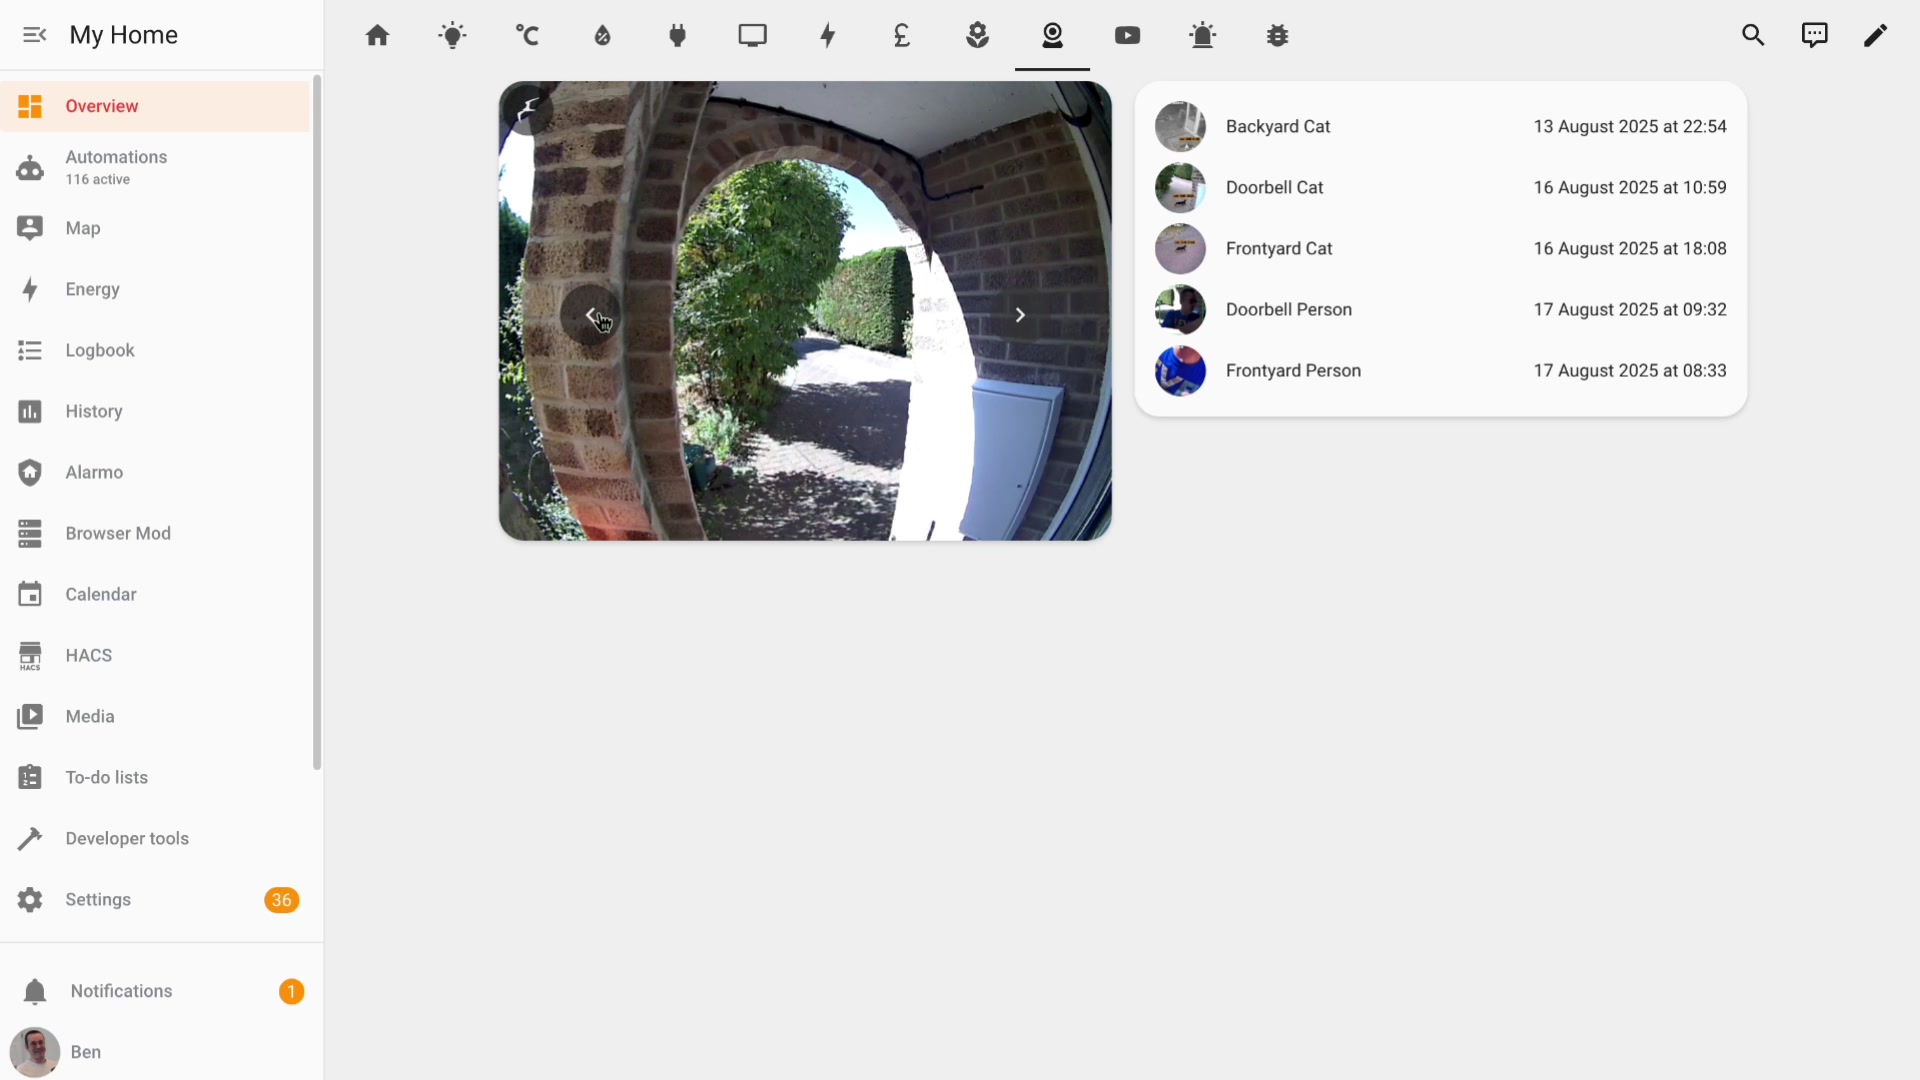 My Home
℃
£
Overview
Automations
116 active
Map
Energy
Logbook
History
Alarmo
Browser Mod
Calendar
HACS
HACS
Media
To-do lists
Developer tools
Settings
36
Notifications
1
Ben
Backyard Cat
13 August 2025 at 22:54
Doorbell Cat
16 August 2025 at 10:59
Frontyard Cat
16 August 2025 at 18:08
Doorbell Person
17 August 2025 at 09:32
Frontyard Person
17 August 2025 at 08:33